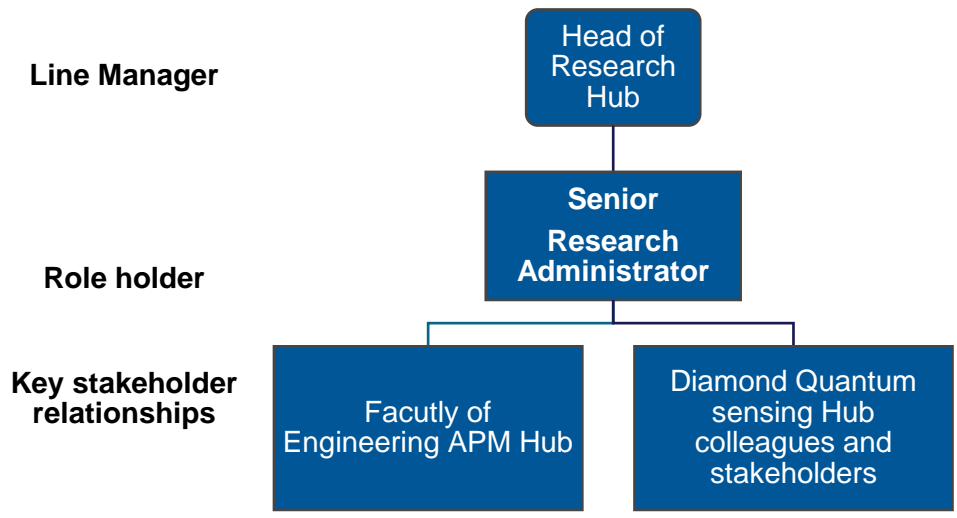 Line Manager
Head of
Research
Hub
Role holder
Senior
Research
Administrator
Key stakeholder
relationships
Facutly of
Engineering APM Hub
Diamond Quantum
sensing Hub
colleagues and
stakeholders